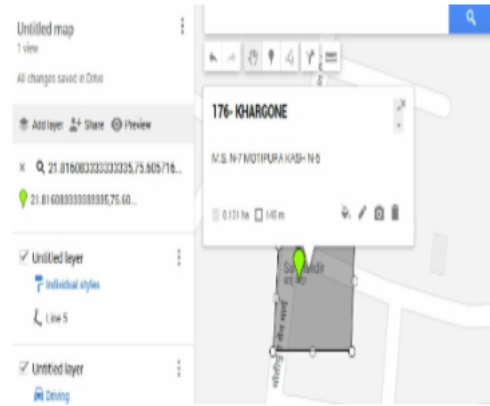 Untitled map
1 view
All changes saved in Drive
Add layer Share Preview
21.816083333333335,75.605716...
21.816083333333335,75.60...
Untitled layer
Individual styles
Line 5
Untitled layer
Driving
176- KHARGONE
M.S. N-7 MOTIPURA KASH N-5
0.131 ha 145 m